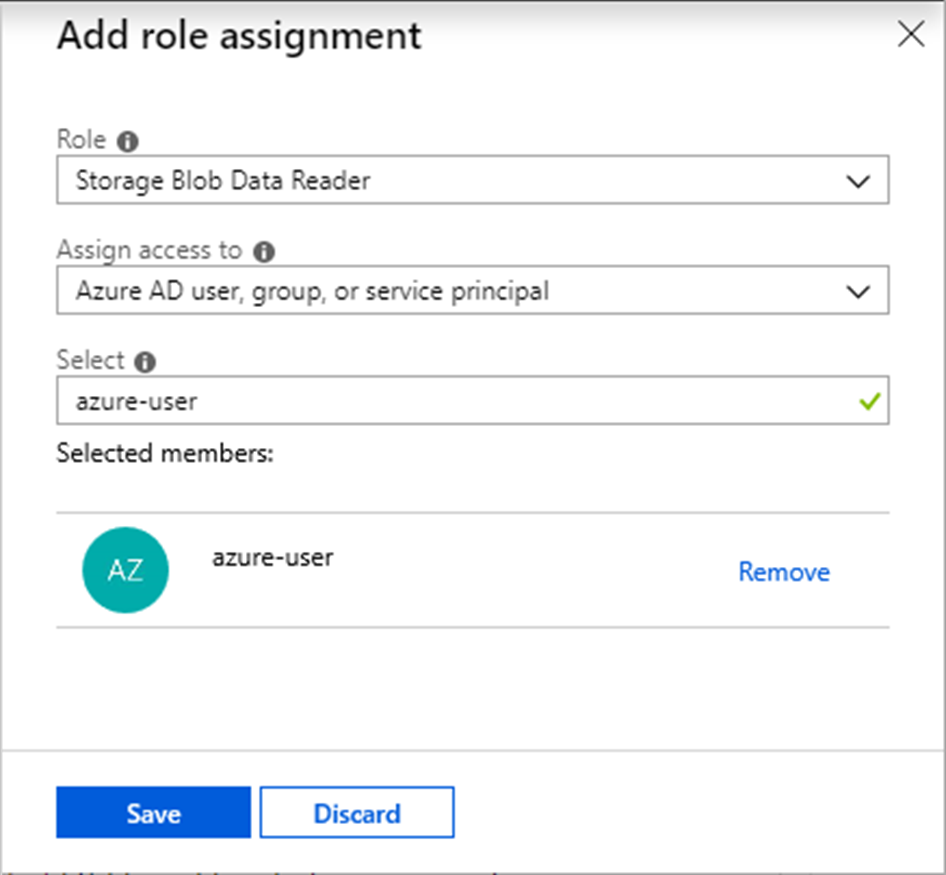 Add role assignment
Role
Storage Blob Data Reader
Assign access to
Azure AD user, group, or service principal
Select
azure-user
Selected members:
AZ
azure-user
Remove
Save
Discard